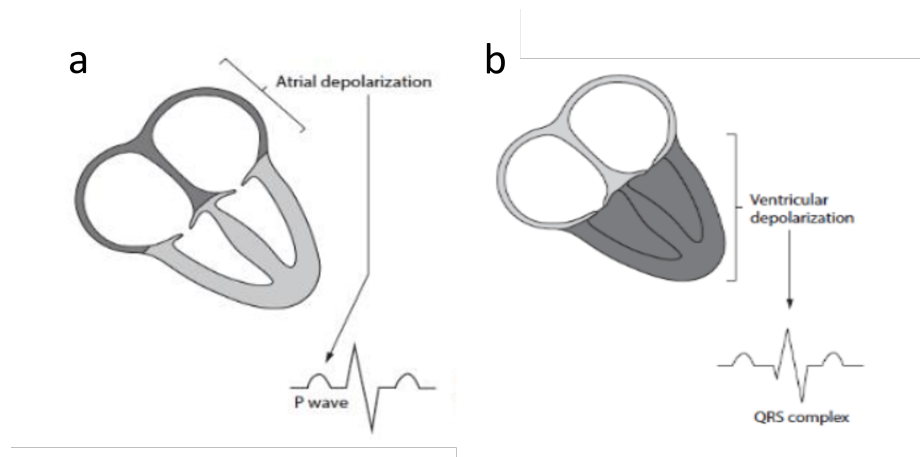 a
Atrial depolarization
P wave
b
Ventricular
depolarization
QRS complex